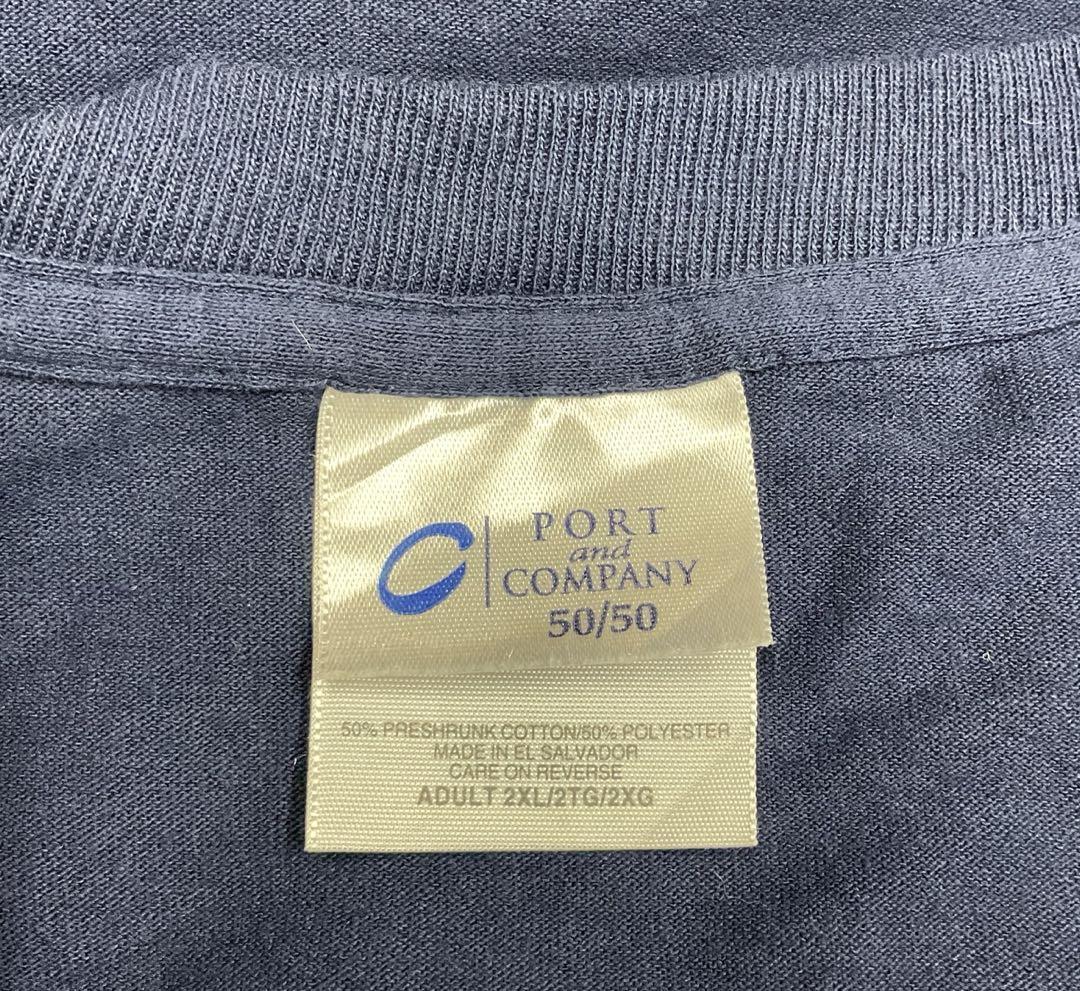 PORT
and
COMPANY
50/50
50% PRESHRUNK COTTON/50% POLYESTER
MADE IN EL SALVADOR
CARE ON REVERSE
ADULT 2XL/2TG/2XG